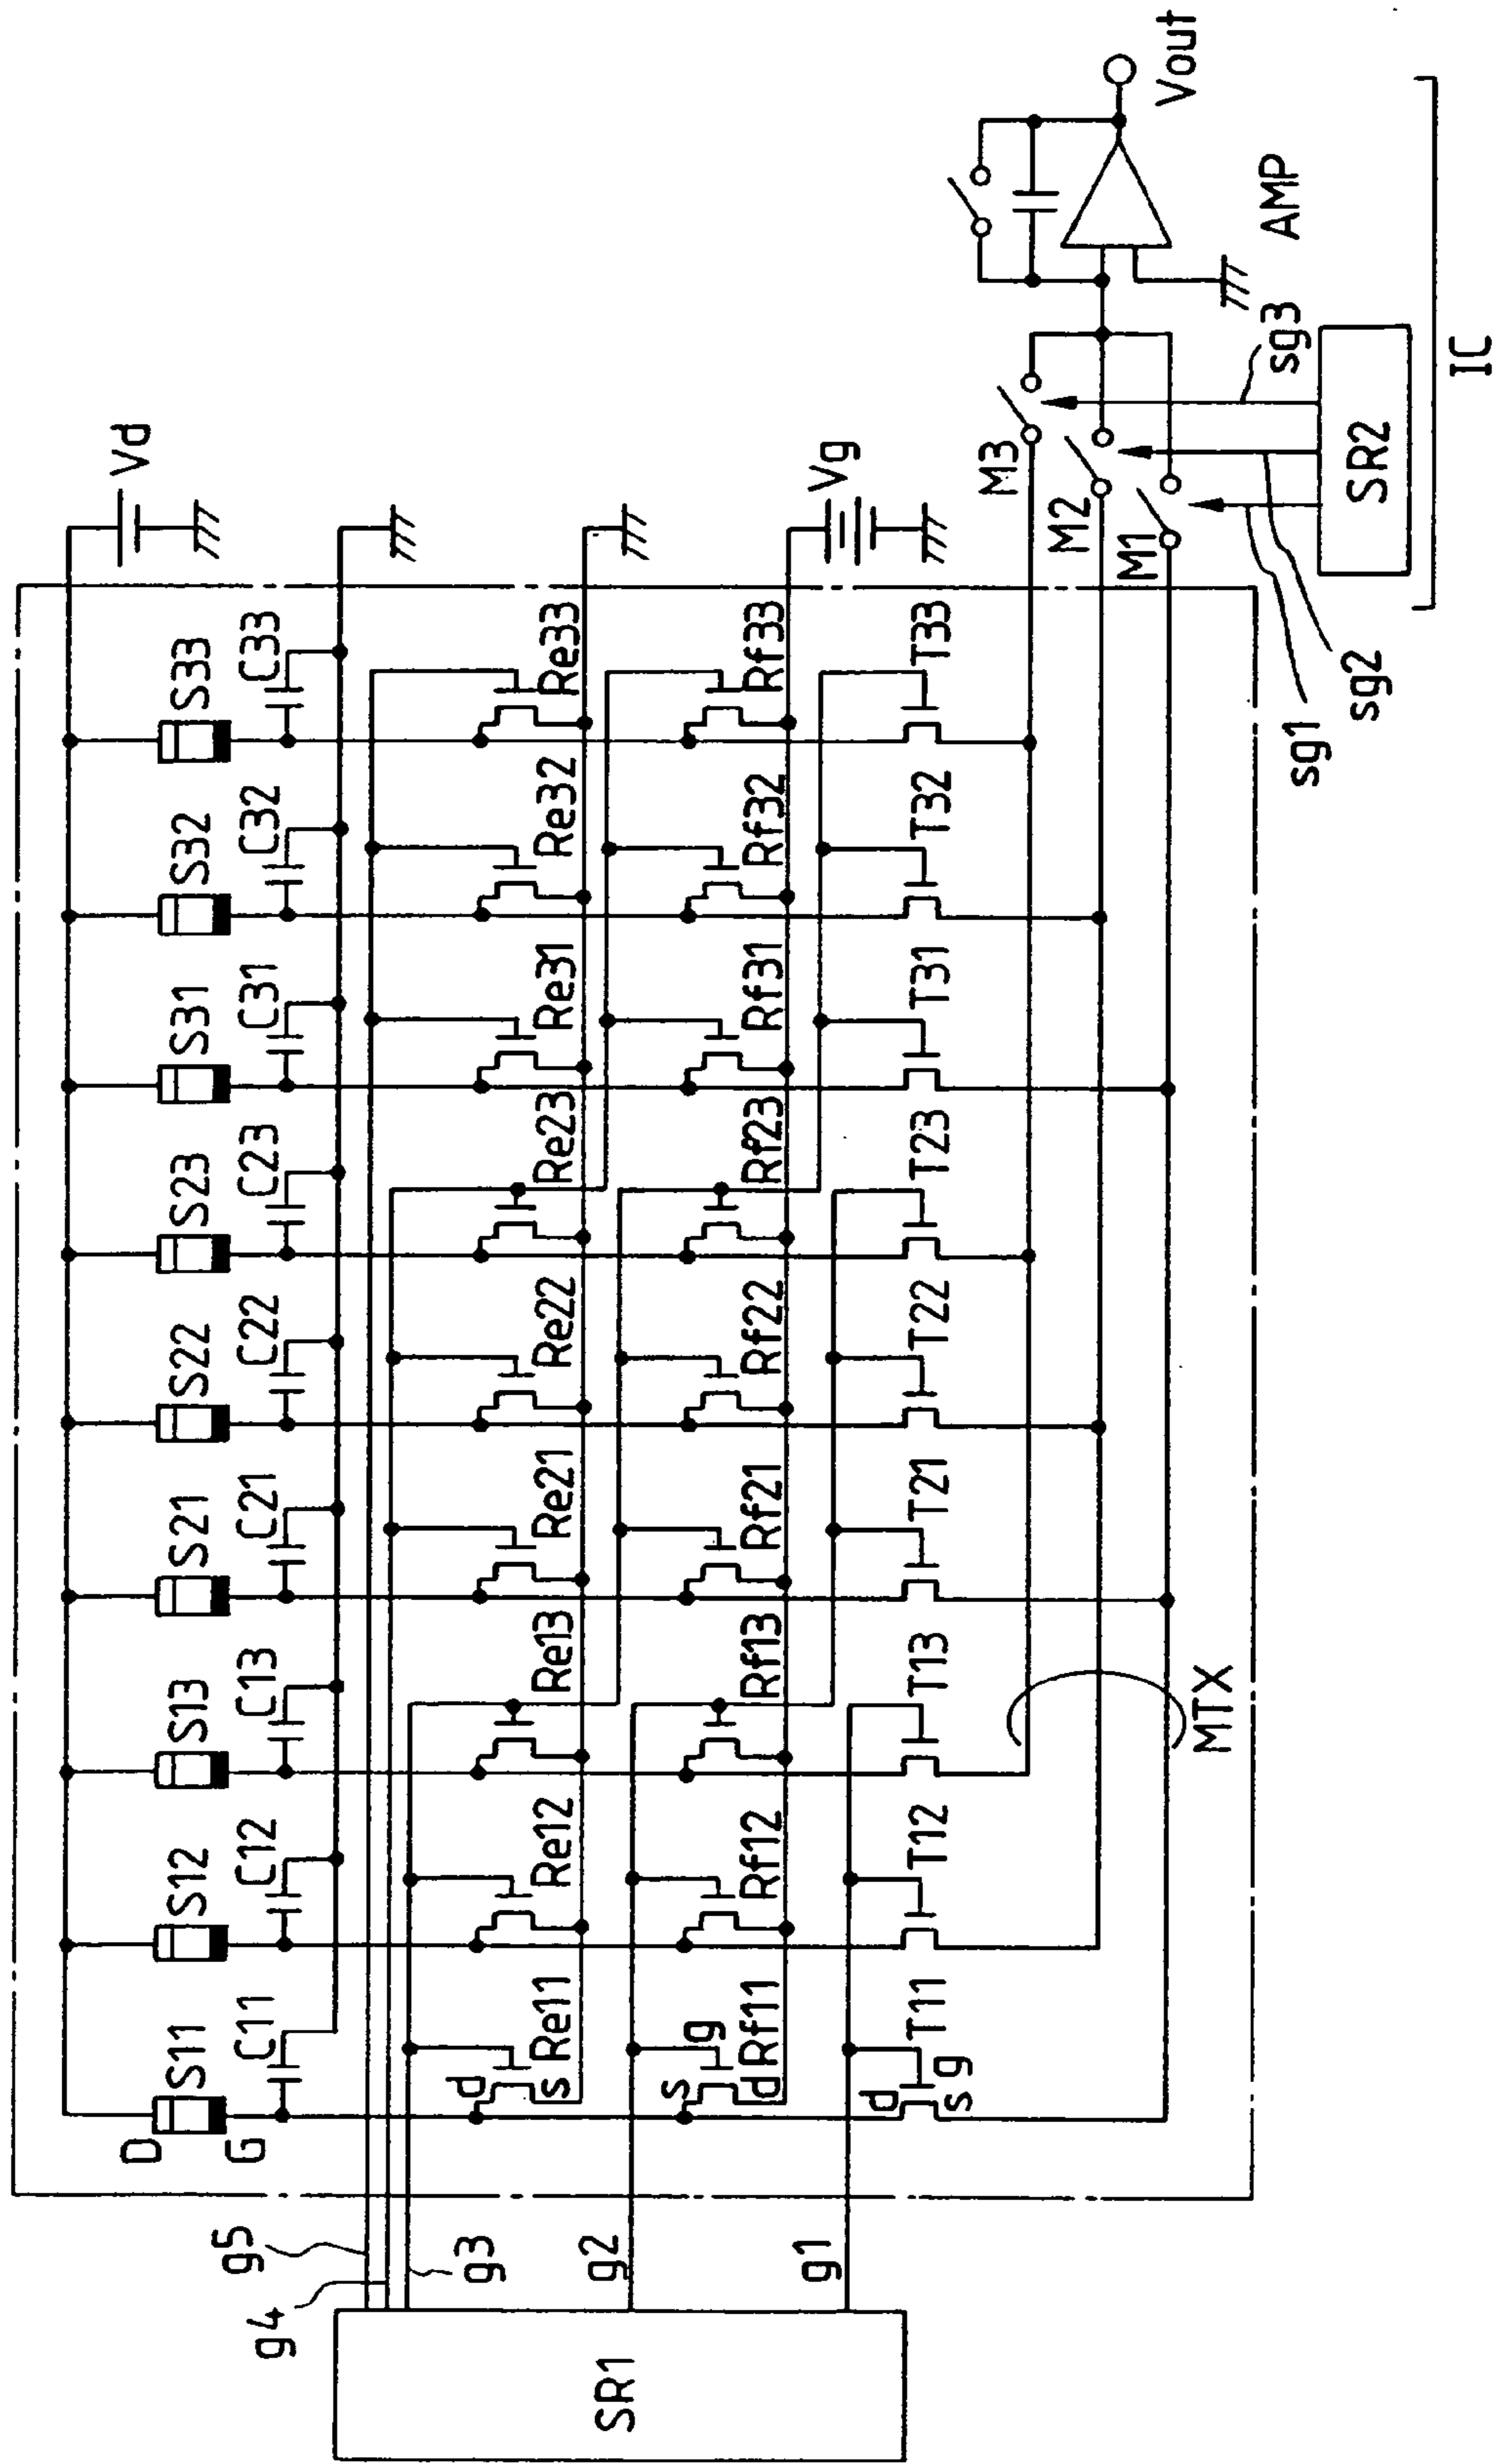 Vd
D
G
S11
S12
S13
S21
S22
S23
S31
S32
S33
C11
C12
C13
C21
C22
C23
C31
C32
C33
g5
g4
g3
g2
g1
SR1
d
s
Re11
Re12
Re13
Re21
Re22
Re23
Re31
Re32
Re33
s
g
d
Rf11
Rf12
Rf13
Rf21
Rf22
Rf23
Rf31
Rf32
Rf33
Vg
d
s
g
T11
T12
T13
T21
T22
T23
T31
T32
T33
MTX
M3
M2
M1
sg1
sg2
sg3
SR2
IC
AMP
Vout